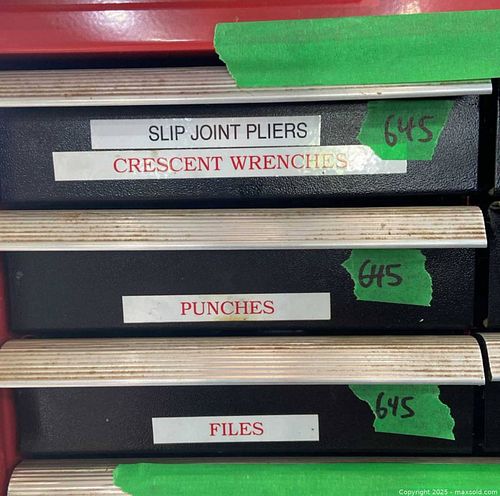 SLIP JOINT PLIERS
645
CRESCENT WRENCHES
645
PUNCHES
645
FILES
Copyright 2025 - maxsold.com